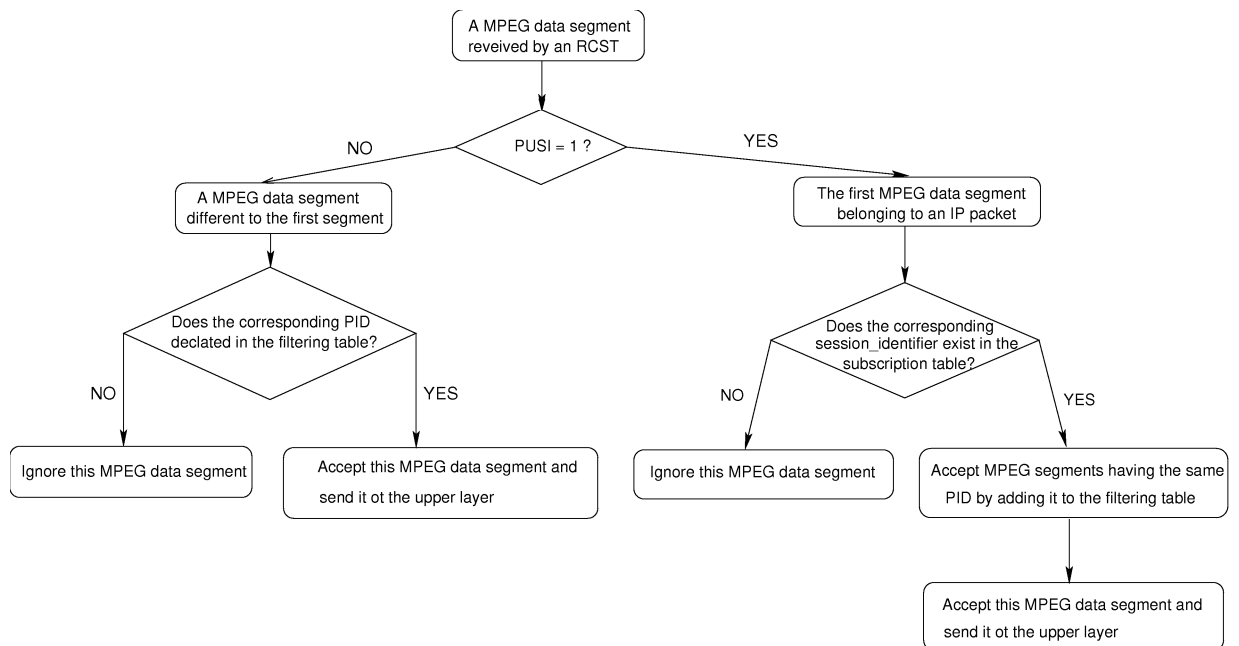 A MPEG data segment
reveived by an RCST
PUSI = 1 ?
NO
YES
A MPEG data segment
different to the first segment
The first MPEG data segment
belonging to an IP packet
Does the corresponding PID
declated in the filtering table?
Does the corresponding
session_identifier exist in the
subscription table?
NO
YES
NO
YES
Ignore this MPEG data segment
Accept this MPEG data segment and
send it ot the upper layer
Ignore this MPEG data segment
Accept MPEG segments having the same
PID by adding it to the filtering table
Accept this MPEG data segment and
send it ot the upper layer